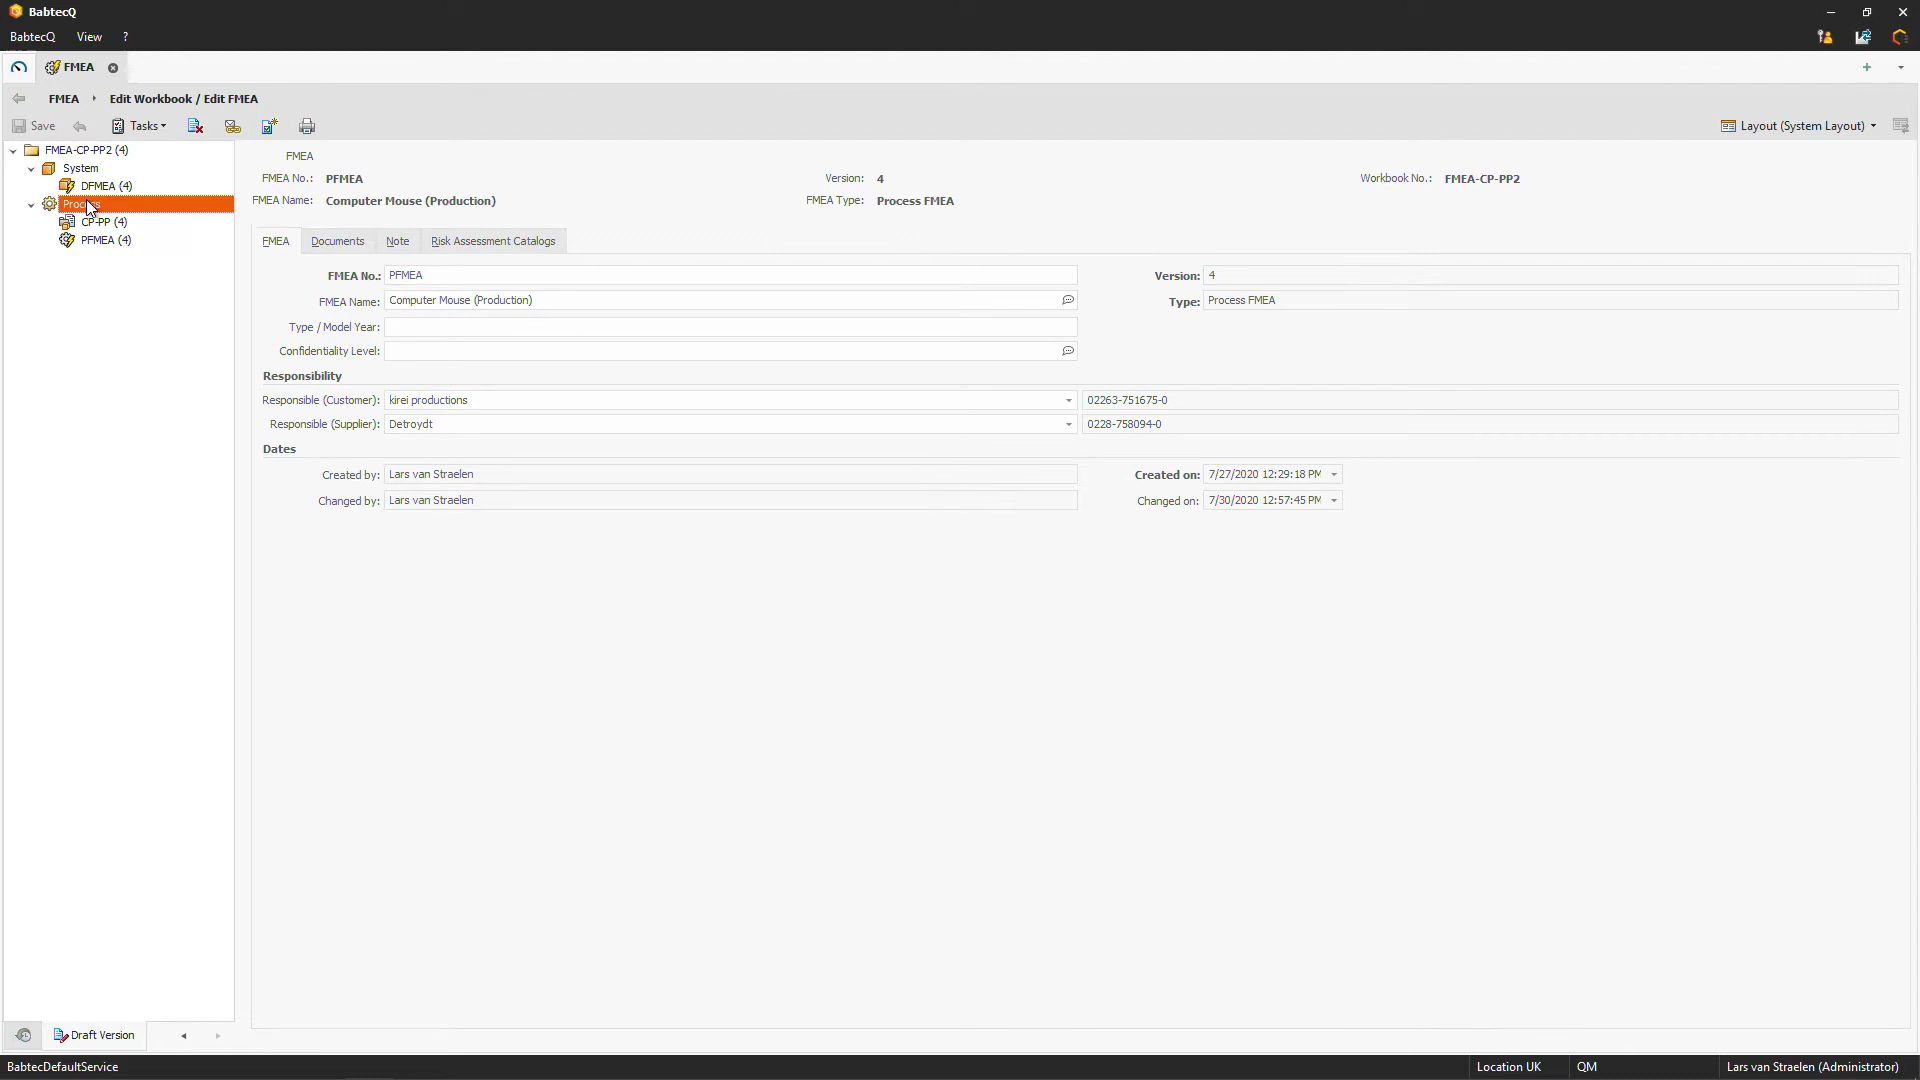 BabtecQ
BabtecQ View ?
FMEA
FMEA Edit Workbook / Edit FMEA
Save Tasks Layout (System Layout)
FMEA-CP-PP2 (4)
System
DFMEA (4)
Process
CP-PP (4)
PFMEA (4)
FMEA
FMEA No.: PFMEA Version: 4 Workbook No.: FMEA-CP-PP2
FMEA Name: Computer Mouse (Production) FMEA Type: Process FMEA
FMEA Documents Note Risk Assessment Catalogs
FMEA No.: PFMEA Version: 4
FMEA Name: Computer Mouse (Production) Type: Process FMEA
Type / Model Year:
Confidentiality Level:
Responsibility
Responsible (Customer): kirei productions 02263-751675-0
Responsible (Supplier): Detroydt 0228-758094-0
Dates
Created by: Lars van Straelen Created on: 7/27/2020 12:29:18 PM
Changed by: Lars van Straelen Changed on: 7/30/2020 12:57:45 PM
Draft Version
BabtecDefaultService Location UK QM Lars van Straelen (Administrator)